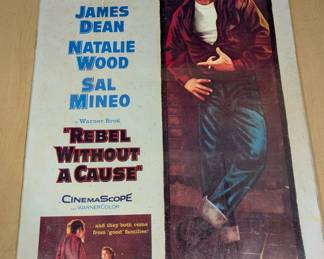 JAMES
DEAN
NATALIE
WOOD
SAL
MINEO
Warner Bros
"REBEL
WITHOUT
A CAUSE"
CINEMASCOPE
WARNERCOLOR
...and they both come
from 'good' families!